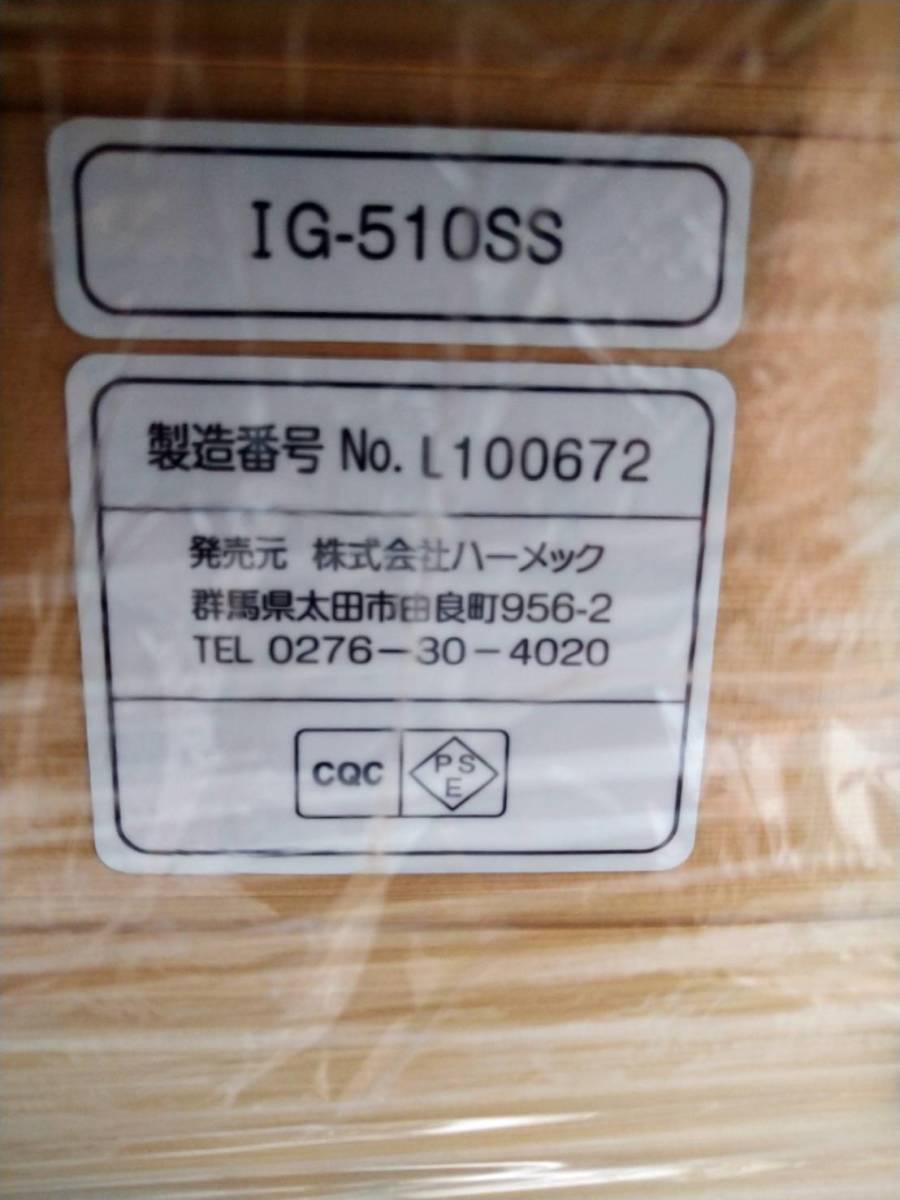 IG-510SS
製造番号 No. L100672
発売元 株式会社ハーメック
群馬県太田市由良町956-2
TEL 0276-30-4020
CQC PSE